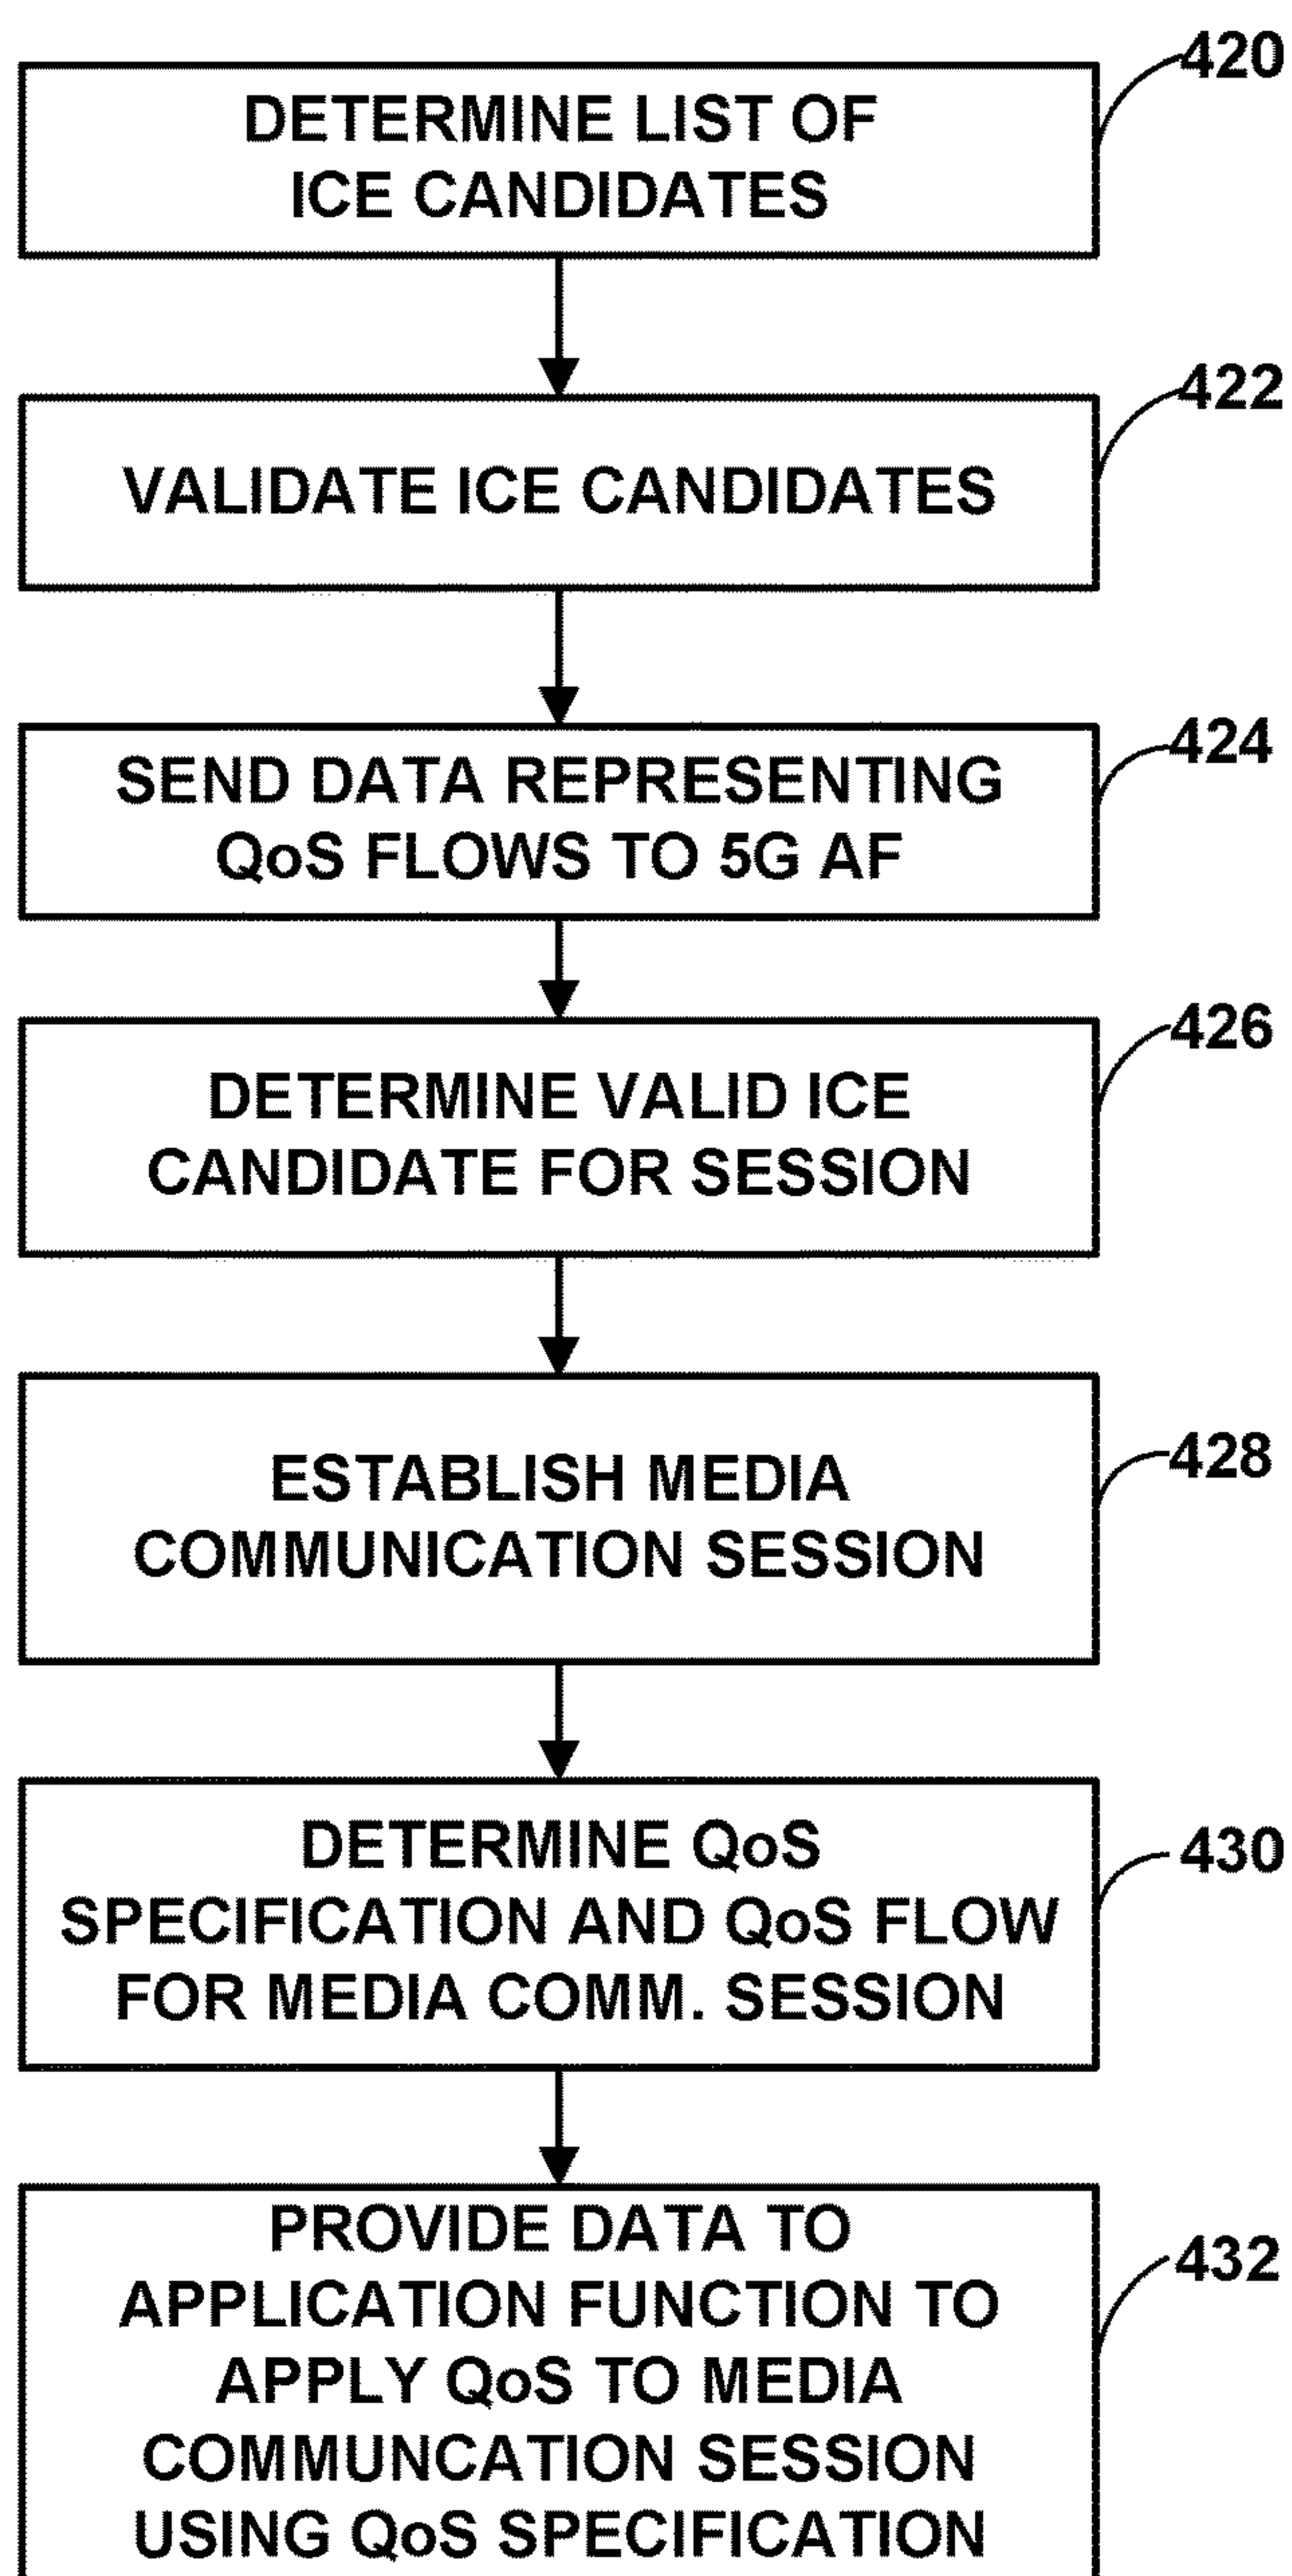 420
DETERMINE LIST OF
ICE CANDIDATES
422
VALIDATE ICE CANDIDATES
424
SEND DATA REPRESENTING
QoS FLOWS TO 5G AF
426
DETERMINE VALID ICE
CANDIDATE FOR SESSION
428
ESTABLISH MEDIA
COMMUNICATION SESSION
430
DETERMINE QoS
SPECIFICATION AND QoS FLOW
FOR MEDIA COMM. SESSION
432
PROVIDE DATA TO
APPLICATION FUNCTION TO
APPLY QoS TO MEDIA
COMMUNCATION SESSION
USING QoS SPECIFICATION